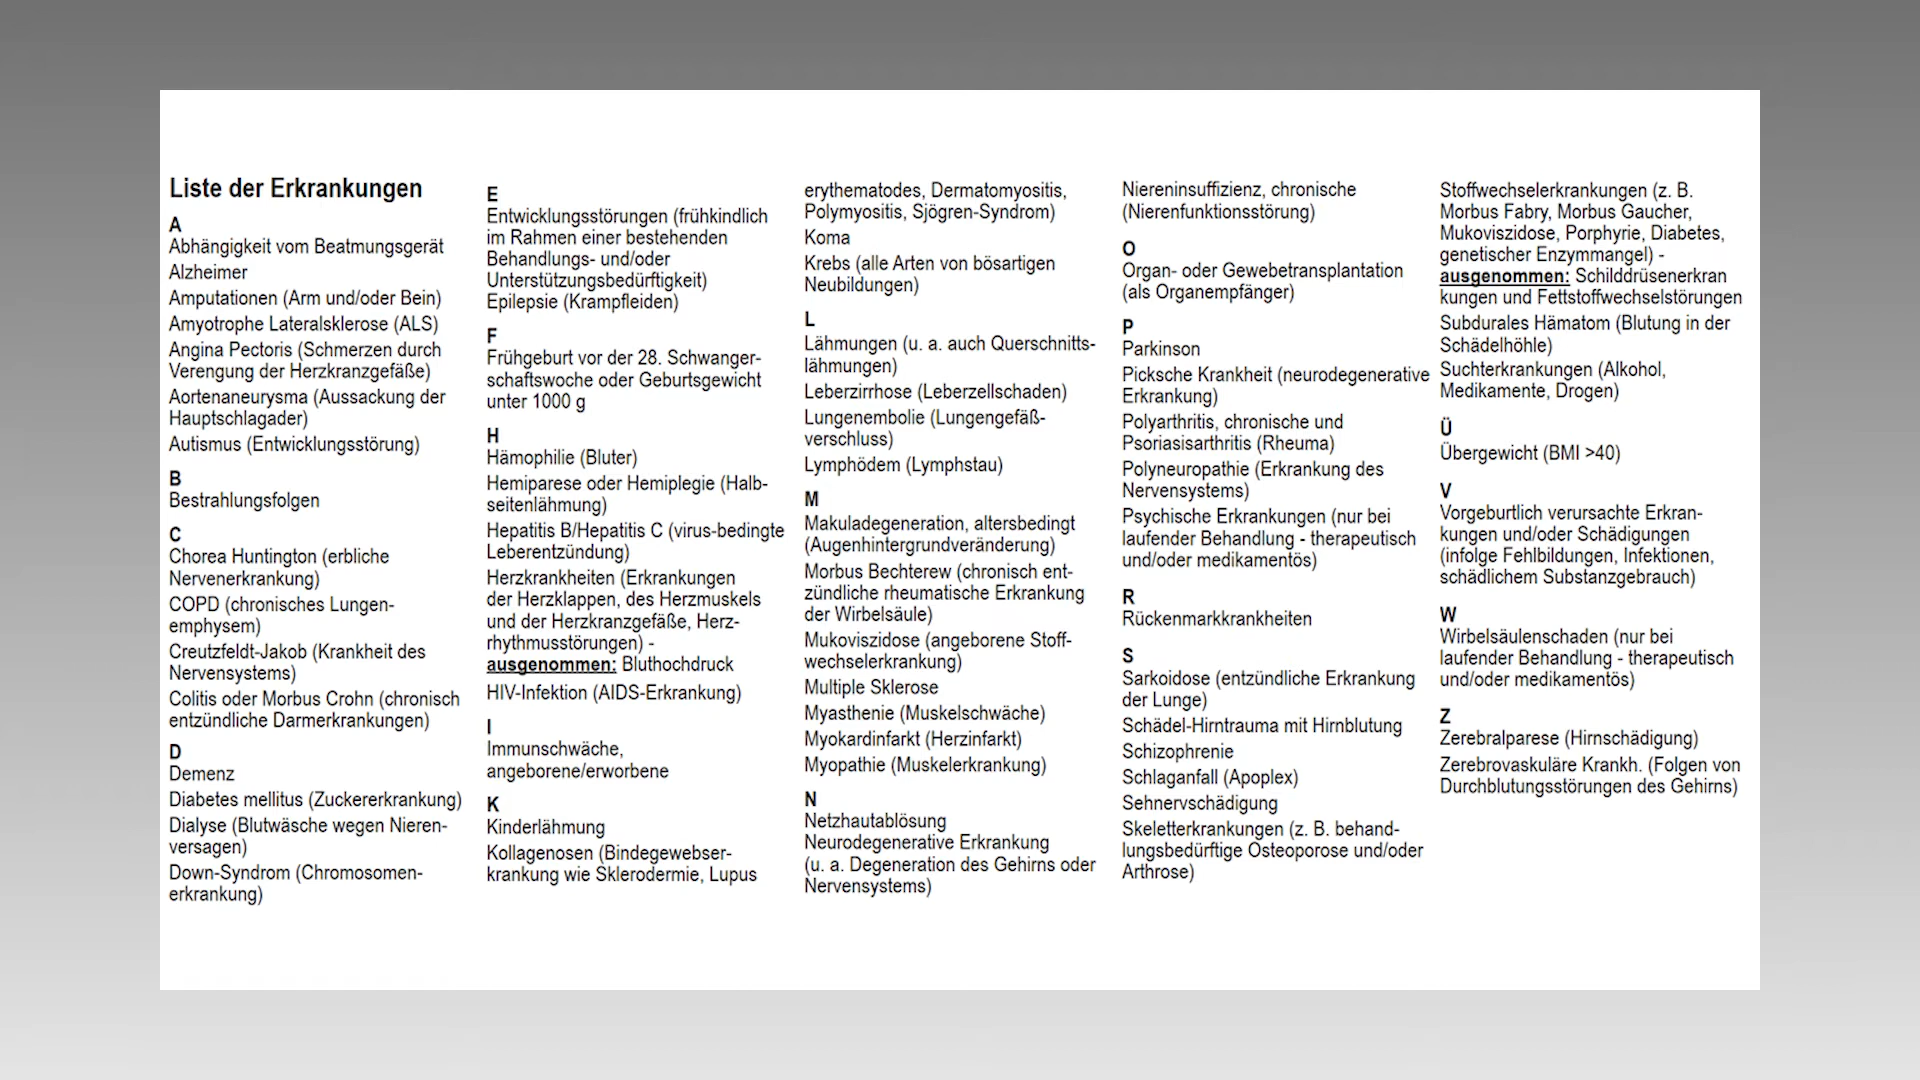 Liste der Erkrankungen
A
Abhängigkeit vom Beatmungsgerät
Alzheimer
Amputationen (Arm und/oder Bein)
Amyotrophe Lateralsklerose (ALS)
Angina Pectoris (Schmerzen durch
Verengung der Herzkranzgefäße)
Aortenaneurysma (Aussackung der
Hauptschlagader)
Autismus (Entwicklungsstörung)
B
Bestrahlungsfolgen
C
Chorea Huntington (erbliche
Nervenerkrankung)
COPD (chronisches Lungen-
emphysem)
Creutzfeldt-Jakob (Krankheit des
Nervensystems)
Colitis oder Morbus Crohn (chronisch
entzündliche Darmerkrankungen)
D
Demenz
Diabetes mellitus (Zuckererkrankung)
Dialyse (Blutwäsche wegen Nieren-
versagen)
Down-Syndrom (Chromosomen-
erkrankung)
E
Entwicklungsstörungen (frühkindlich
im Rahmen einer bestehenden
Behandlungs- und/oder
Unterstützungsbedürftigkeit)
Epilepsie (Krampfleiden)
F
Frühgeburt vor der 28. Schwanger-
schaftswoche oder Geburtsgewicht
unter 1000 g
H
Hämophilie (Bluter)
Hemiparese oder Hemiplegie (Halb-
seitenlähmung)
Hepatitis B/Hepatitis C (virus-bedingte
Leberentzündung)
Herzkrankheiten (Erkrankungen
der Herzklappen, des Herzmuskels
und der Herzkranzgefäße, Herz-
rhythmusstörungen) -
ausgenommen: Bluthochdruck
HIV-Infektion (AIDS-Erkrankung)
I
Immunschwäche,
angeborene/erworbene
K
Kinderlähmung
Kollagenosen (Bindegewebser-
krankung wie Sklerodermie, Lupus
erythematodes, Dermatomyositis,
Polymyositis, Sjögren-Syndrom)
Koma
Krebs (alle Arten von bösartigen
Neubildungen)
L
Lähmungen (u. a. auch Querschnitts-
lähmungen)
Leberzirrhose (Leberzellschaden)
Lungenembolie (Lungengefäß-
verschluss)
Lymphödem (Lymphstau)
M
Makuladegeneration, altersbedingt
(Augenhintergrundveränderung)
Morbus Bechterew (chronisch ent-
zündliche rheumatische Erkrankung
der Wirbelsäule)
Mukoviszidose (angeborene Stoff-
wechselerkrankung)
Multiple Sklerose
Myasthenie (Muskelschwäche)
Myokardinfarkt (Herzinfarkt)
Myopathie (Muskelerkrankung)
N
Netzhautablösung
Neurodegenerative Erkrankung
(u. a. Degeneration des Gehirns oder
Nervensystems)
Niereninsuffizienz, chronische
(Nierenfunktionsstörung)
O
Organ- oder Gewebetransplantation
(als Organempfänger)
P
Parkinson
Picksche Krankheit (neurodegenerative
Erkrankung)
Polyarthritis, chronische und
Psoriasisarthritis (Rheuma)
Polyneuropathie (Erkrankung des
Nervensystems)
Psychische Erkrankungen (nur bei
laufender Behandlung - therapeutisch
und/oder medikamentös)
R
Rückenmarkkrankheiten
S
Sarkoidose (entzündliche Erkrankung
der Lunge)
Schädel-Hirntrauma mit Hirnblutung
Schizophrenie
Schlaganfall (Apoplex)
Sehnervschädigung
Skeletterkrankungen (z. B. behand-
lungsbedürftige Osteoporose und/oder
Arthrose)
Stoffwechselerkrankungen (z. B.
Morbus Fabry, Morbus Gaucher,
Mukoviszidose, Porphyrie, Diabetes,
genetischer Enzymmangel) -
ausgenommen: Schilddrüsenerkran
kungen und Fettstoffwechselstörungen
Subdurales Hämatom (Blutung in der
Schädelhöhle)
Suchterkrankungen (Alkohol,
Medikamente, Drogen)
Ü
Übergewicht (BMI >40)
V
Vorgeburtlich verursachte Erkran-
kungen und/oder Schädigungen
(infolge Fehlbildungen, Infektionen,
schädlichem Substanzgebrauch)
W
Wirbelsäulenschaden (nur bei
laufender Behandlung - therapeutisch
und/oder medikamentös)
Z
Zerebralparese (Hirnschädigung)
Zerebrovaskuläre Krankh. (Folgen von
Durchblutungsstörungen des Gehirns)